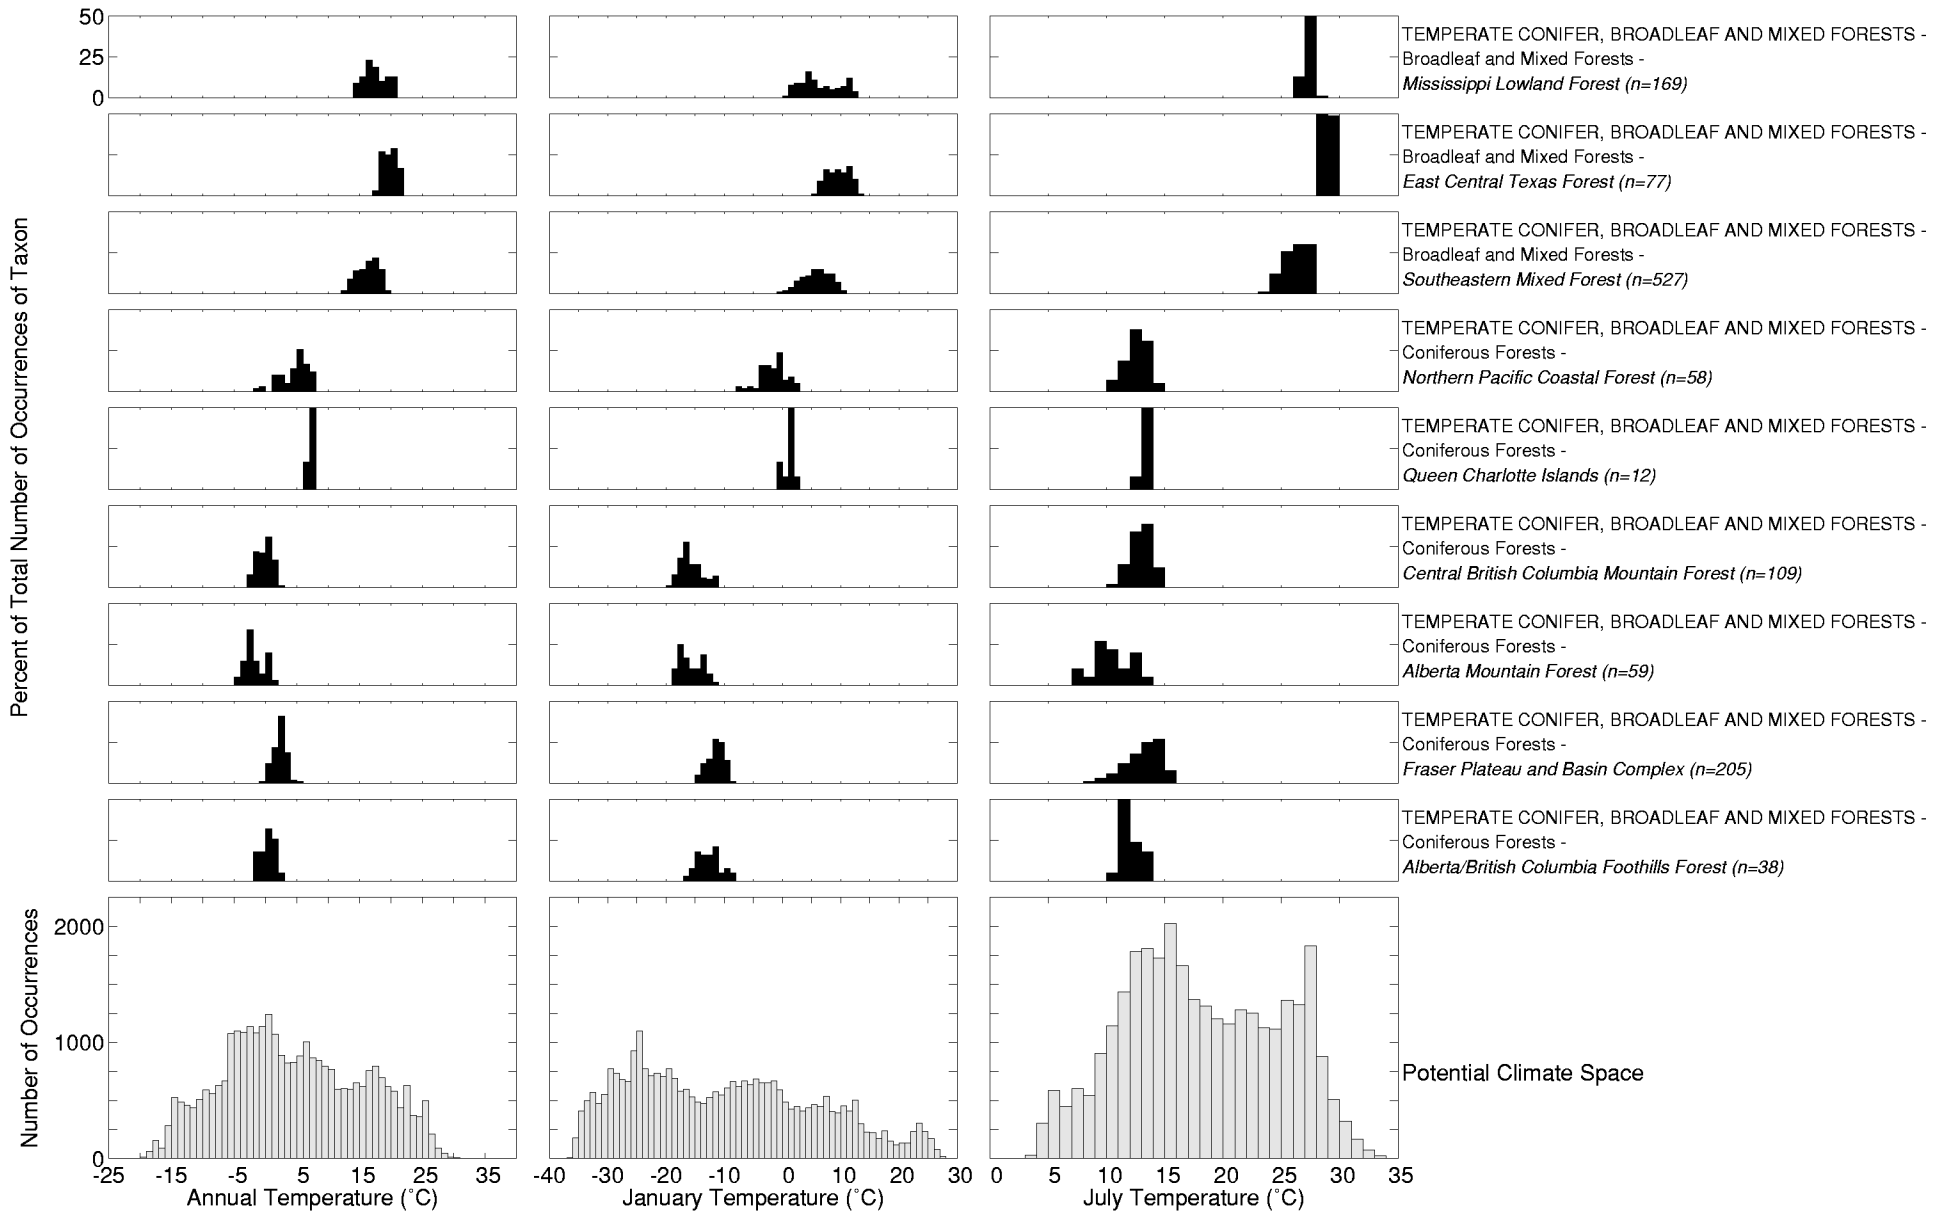 Percent of Total Number of Occurrences of Taxon
50
25
0
TEMPERATE CONIFER, BROADLEAF AND MIXED FORESTS -
Broadleaf and Mixed Forests -
Mississippi Lowland Forest (n=169)
TEMPERATE CONIFER, BROADLEAF AND MIXED FORESTS -
Broadleaf and Mixed Forests -
East Central Texas Forest (n=77)
TEMPERATE CONIFER, BROADLEAF AND MIXED FORESTS -
Broadleaf and Mixed Forests -
Southeastern Mixed Forest (n=527)
TEMPERATE CONIFER, BROADLEAF AND MIXED FORESTS -
Coniferous Forests -
Northern Pacific Coastal Forest (n=58)
TEMPERATE CONIFER, BROADLEAF AND MIXED FORESTS -
Coniferous Forests -
Queen Charlotte Islands (n=12)
TEMPERATE CONIFER, BROADLEAF AND MIXED FORESTS -
Coniferous Forests -
Central British Columbia Mountain Forest (n=109)
TEMPERATE CONIFER, BROADLEAF AND MIXED FORESTS -
Coniferous Forests -
Alberta Mountain Forest (n=59)
TEMPERATE CONIFER, BROADLEAF AND MIXED FORESTS -
Coniferous Forests -
Fraser Plateau and Basin Complex (n=205)
TEMPERATE CONIFER, BROADLEAF AND MIXED FORESTS -
Coniferous Forests -
Alberta/British Columbia Foothills Forest (n=38)
Number of Occurrences
2000
1000
0
Potential Climate Space
-25 -15 -5 5 15 25 35
Annual Temperature (˚C)
-40 -30 -20 -10 0 10 20 30
January Temperature (˚C)
0 5 10 15 20 25 30 35
July Temperature (˚C)